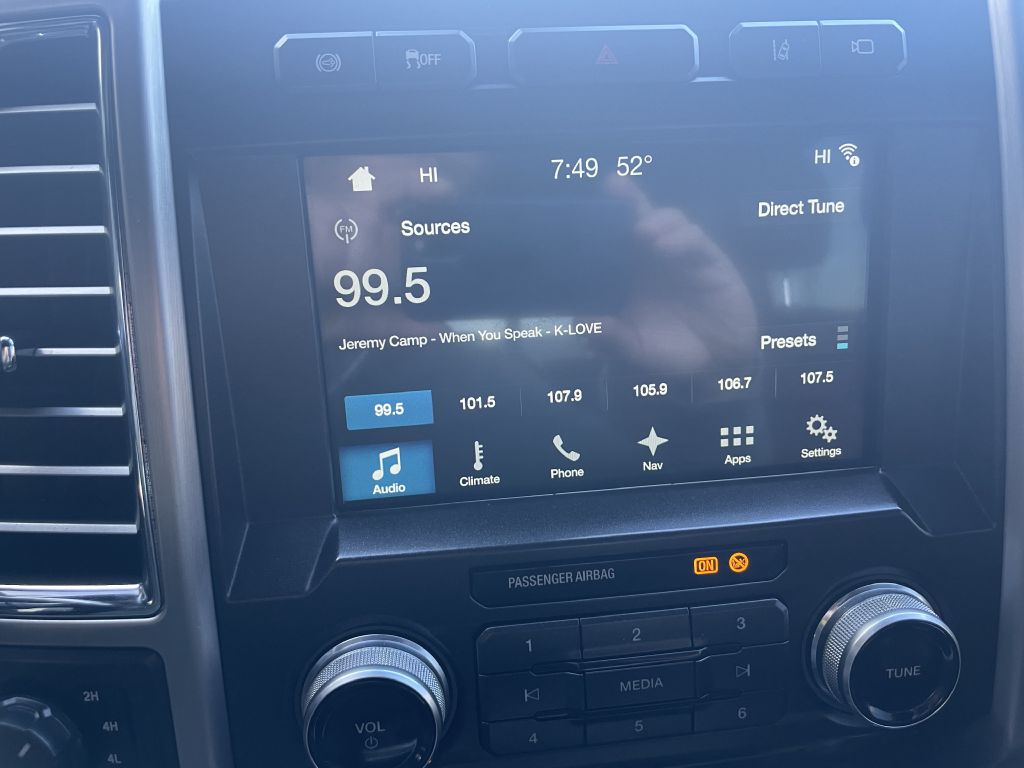 OFF
HI 7:49 52° HI
FM Sources Direct Tune
99.5
Jeremy Camp - When You Speak - K-LOVE
Presets
99.5 101.5 107.9 105.9 106.7 107.5
Audio Climate Phone Nav Apps Settings
PASSENGER AIRBAG ON
1 2 3
MEDIA
4 5 6
VOL
TUNE
2H
4H
4L